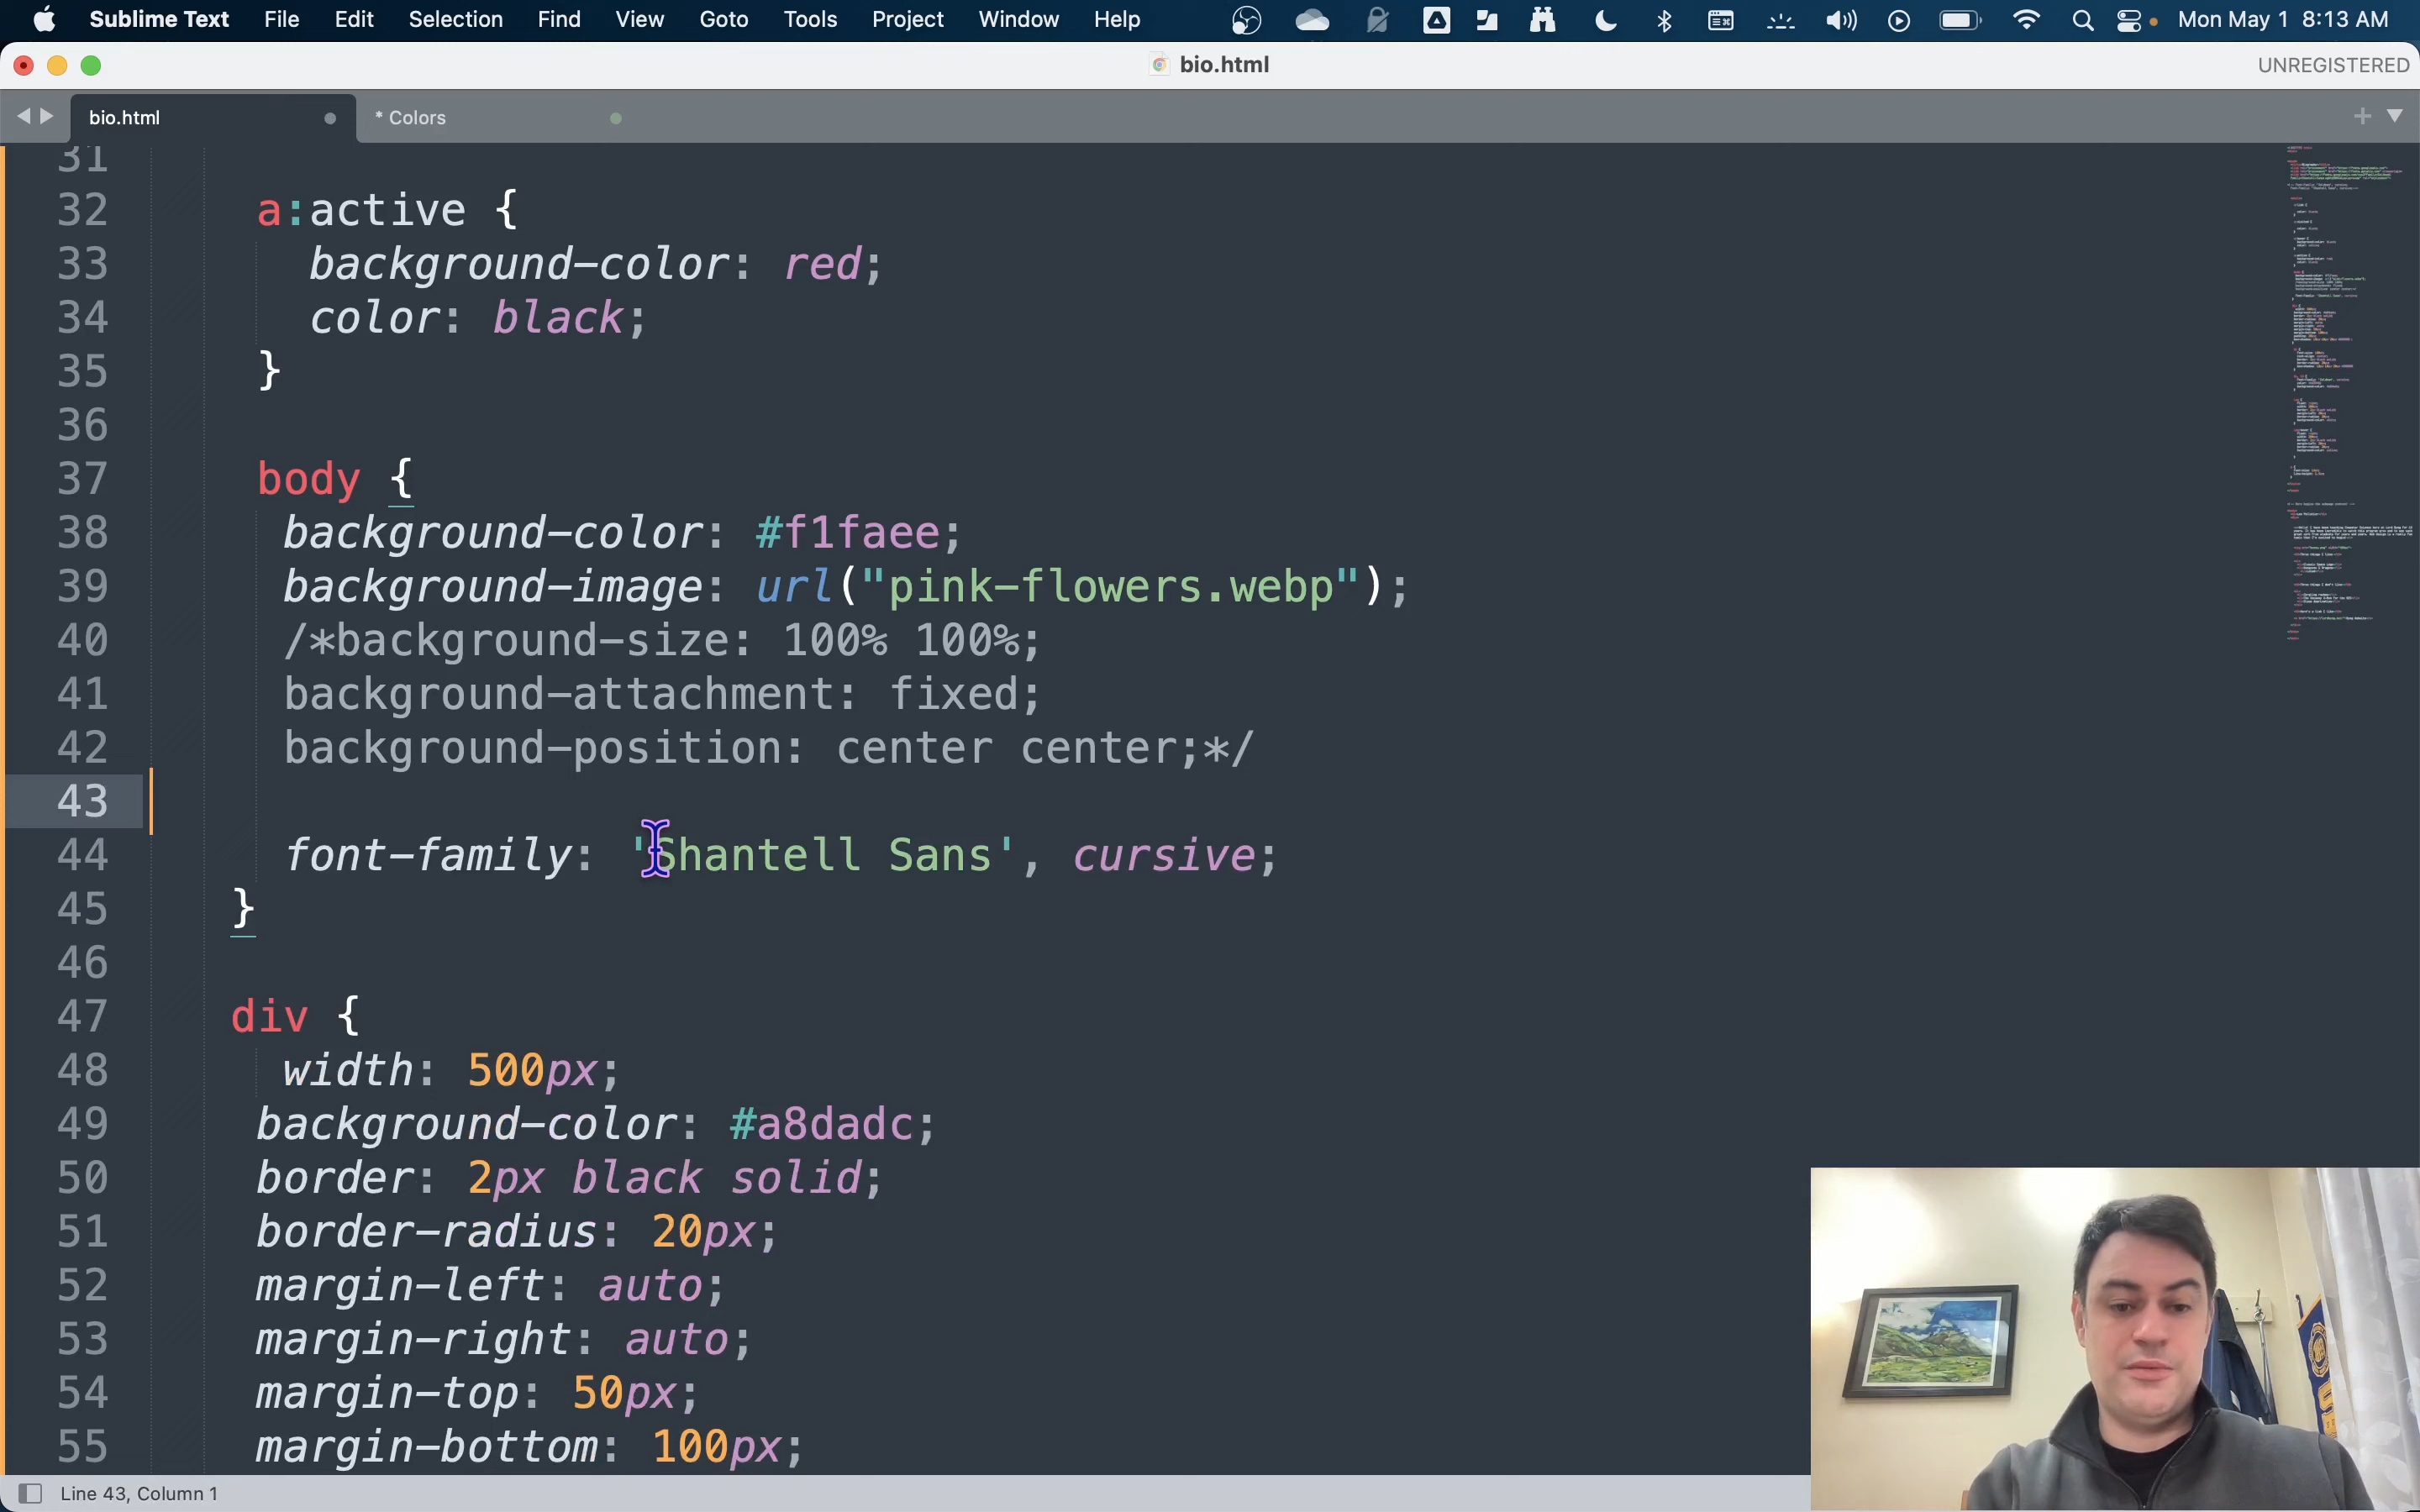 Sublime Text File Edit Selection Find View Goto Tools Project Window Help Mon May 1 8:13 AM
bio.html UNREGISTERED
bio.html * Colors
31
32 a:active {
33 background-color: red;
34 color: black;
35 }
36
37 body {
38 background-color: #f1faee;
39 background-image: url("pink-flowers.webp");
40 /*background-size: 100% 100%;
41 background-attachment: fixed;
42 background-position: center center;*/
43
44 font-family: 'Shantell Sans', cursive;
45 }
46
47 div {
48 width: 500px;
49 background-color: #a8dadc;
50 border: 2px black solid;
51 border-radius: 20px;
52 margin-left: auto;
53 margin-right: auto;
54 margin-top: 50px;
55 margin-bottom: 100px;
Line 43, Column 1